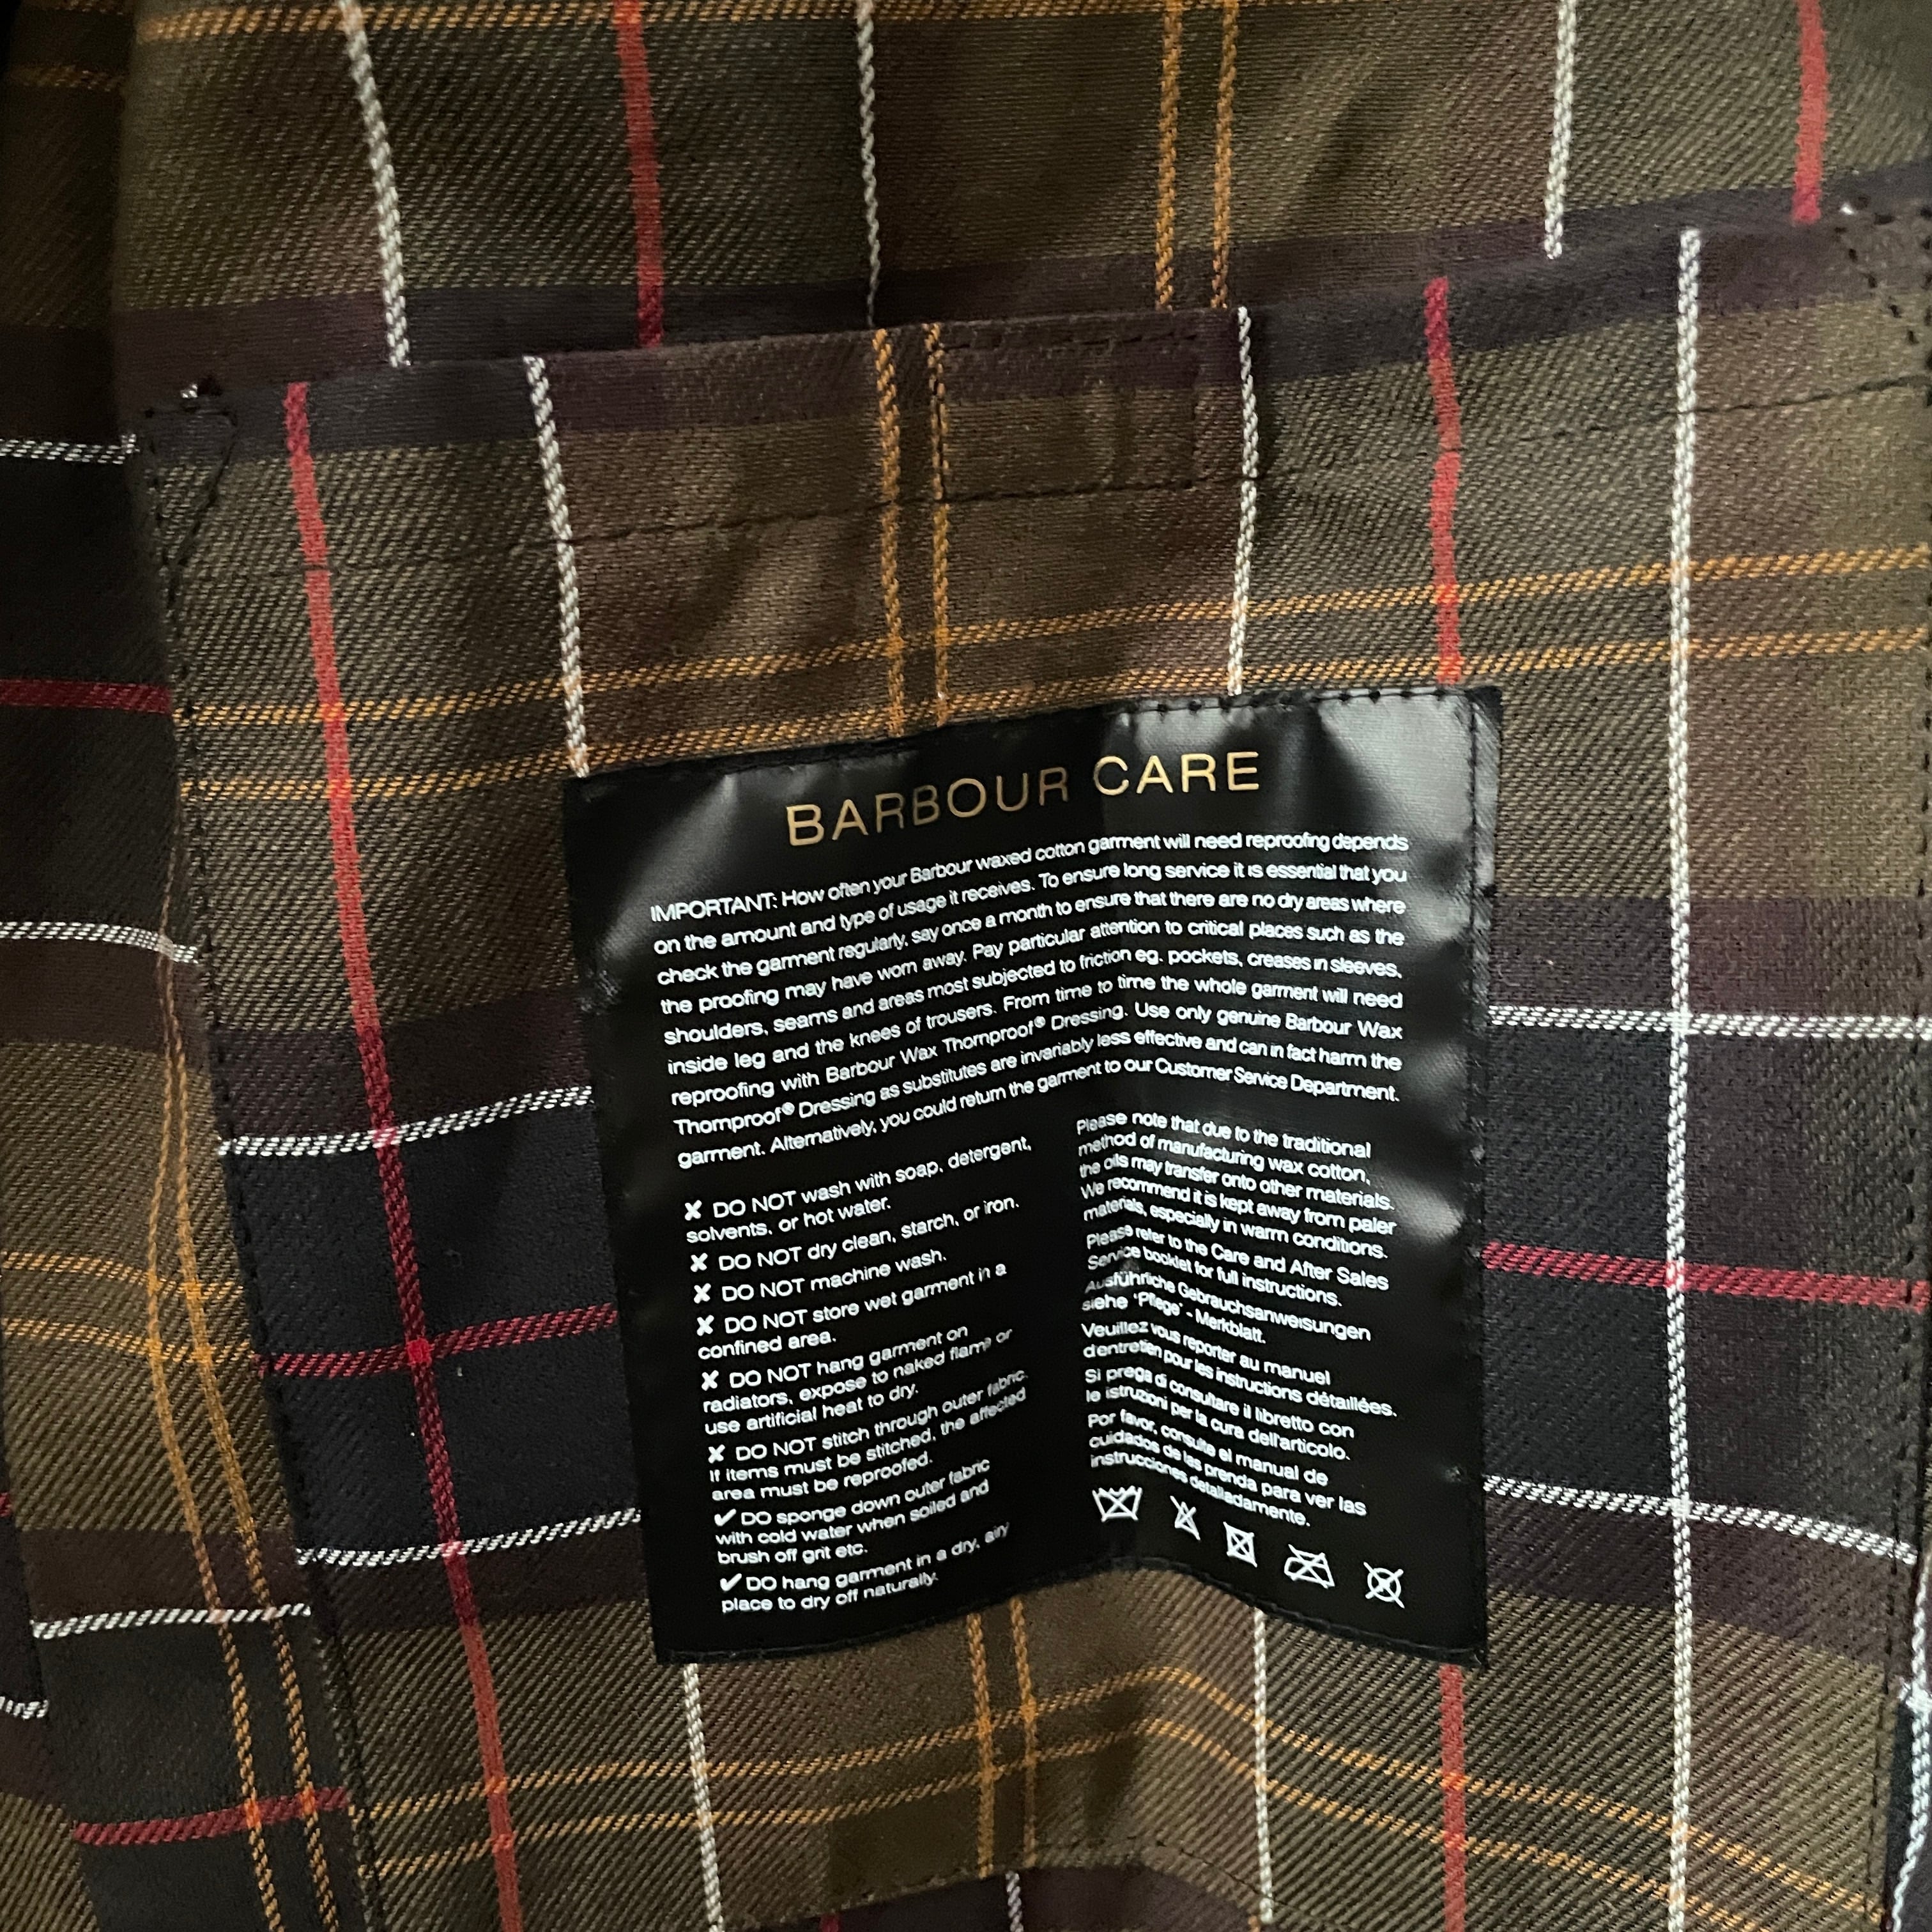 BARBOUR CARE
IMPORTANT: How often your Barbour waxed cotton garment will need reproofing depends
on the amount and type of usage it receives. To ensure long service it is essential that you
check the garment regularly, say once a month to ensure that there are no dry areas where
the proofing may have worn away. Pay particular attention to critical places such as the
shoulders, seams and areas most subjected to friction eg. pockets, creases in sleeves,
inside leg and the knees of trousers. From time to time the whole garment will need
reproofing with Barbour Wax Thornproof® Dressing. Use only genuine Barbour Wax
Thornproof® Dressing as substitutes are invariably less effective and can in fact harm the
garment. Alternatively, you could return the garment to our Customer Service Department.
✘ DO NOT wash with soap, detergent,
solvents, or hot water.
✘ DO NOT dry clean, starch, or iron.
✘ DO NOT machine wash.
✘ DO NOT store wet garment in a
confined area.
✘ DO NOT hang garment on
radiators, expose to naked flame or
use artificial heat to dry.
✘ DO NOT stitch through outer fabric.
If items must be stitched, the affected
area must be reproofed.
✔ DO sponge down outer fabric
with cold water when soiled and
brush off grit etc.
✔ DO hang garment in a dry, airy
place to dry off naturally.
Please note that due to the traditional
method of manufacturing wax cotton,
the oils may transfer onto other materials.
We recommend it is kept away from paler
materials, especially in warm conditions.
Please refer to the Care and After Sales
Service booklet for full instructions.
Ausführliche Gebrauchsanweisungen
siehe 'Pflege' - Merkblatt.
Veuillez vous reporter au manuel
d'entretien pour les instructions détaillées.
Si prega di consultare il libretto con
le istruzioni per la cura dell'articolo.
Por favor, consulte el manual de
cuidados de las prenda para ver las
instrucciones detalladamente.